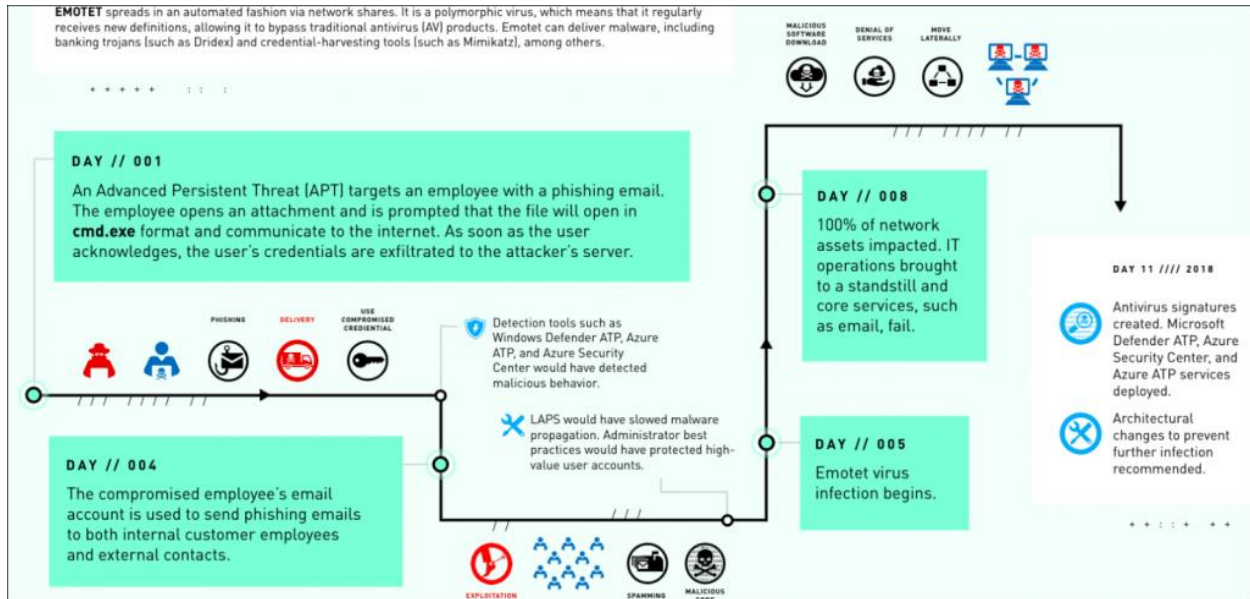 EMOTET spreads in an automated fashion via network shares. It is a polymorphic virus, which means that it regularly
receives new definitions, allowing it to bypass traditional antivirus (AV) products. Emotet can deliver malware, including
banking trojans (such as Dridex) and credential-harvesting tools (such as Mimikatz), among others.
MALICIOUS
SOFTWARE
DOWNLOAD
DENIAL OF
SERVICES
MOVE
LATERALLY
DAY // 001
An Advanced Persistent Threat (APT) targets an employee with a phishing email.
The employee opens an attachment and is prompted that the file will open in
cmd.exe format and communicate to the internet. As soon as the user
acknowledges, the user's credentials are exfiltrated to the attacker's server.
PHISHING
DELIVERY
USE
COMPROMISED
CREDENTIAL
Detection tools such as
Windows Defender ATP, Azure
ATP, and Azure Security
Center would have detected
malicious behavior.
LAPS would have slowed malware
propagation. Administrator best
practices would have protected high-
value user accounts.
DAY // 004
The compromised employee's email
account is used to send phishing emails
to both internal customer employees
and external contacts.
EXPLOITATION
SPAMMING
MALICIOUS
DAY // 005
Emotet virus
infection begins.
DAY // 008
100% of network
assets impacted. IT
operations brought
to a standstill and
core services, such
as email, fail.
DAY 11 //// 2018
Antivirus signatures
created. Microsoft
Defender ATP, Azure
Security Center, and
Azure ATP services
deployed.
Architectural
changes to prevent
further infection
recommended.